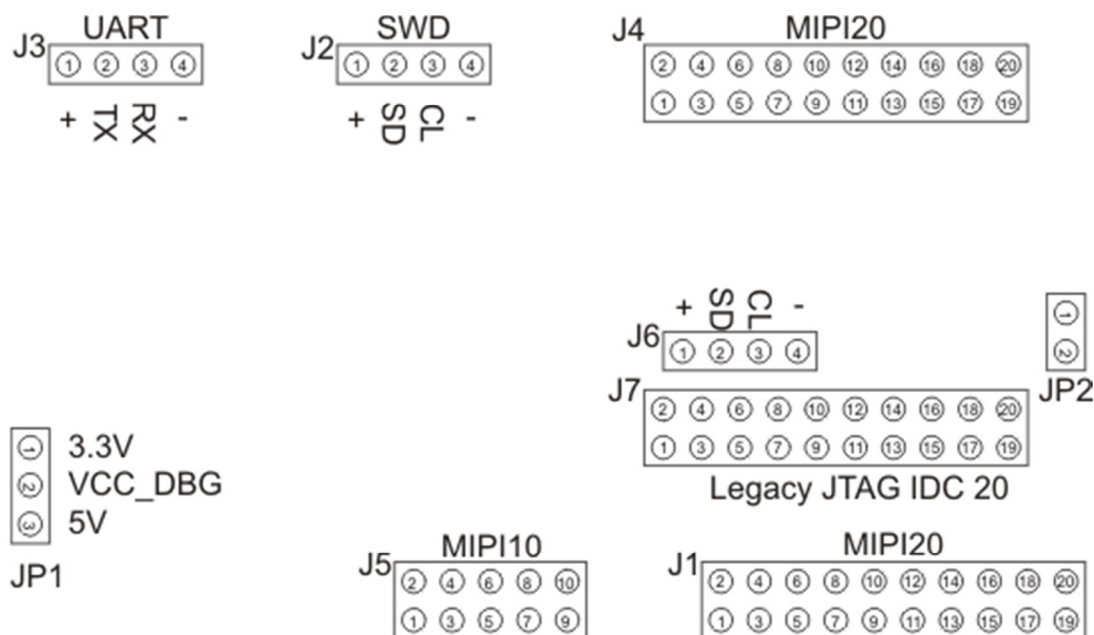 UART
J3
1 2 3 4
+ TX RX -
SWD
J2
1 2 3 4
+ SD CL -
MIPI20
J4
2 4 6 8 10 12 14 16 18 20
1 3 5 7 9 11 13 15 17 19
+ SD CL -
J6
1 2 3 4
1
2
JP2
J7
2 4 6 8 10 12 14 16 18 20
1 3 5 7 9 11 13 15 17 19
Legacy JTAG IDC 20
1 3.3V
2 VCC_DBG
3 5V
JP1
MIPI10
J5
2 4 6 8 10
1 3 5 7 9
MIPI20
J1
2 4 6 8 10 12 14 16 18 20
1 3 5 7 9 11 13 15 17 19